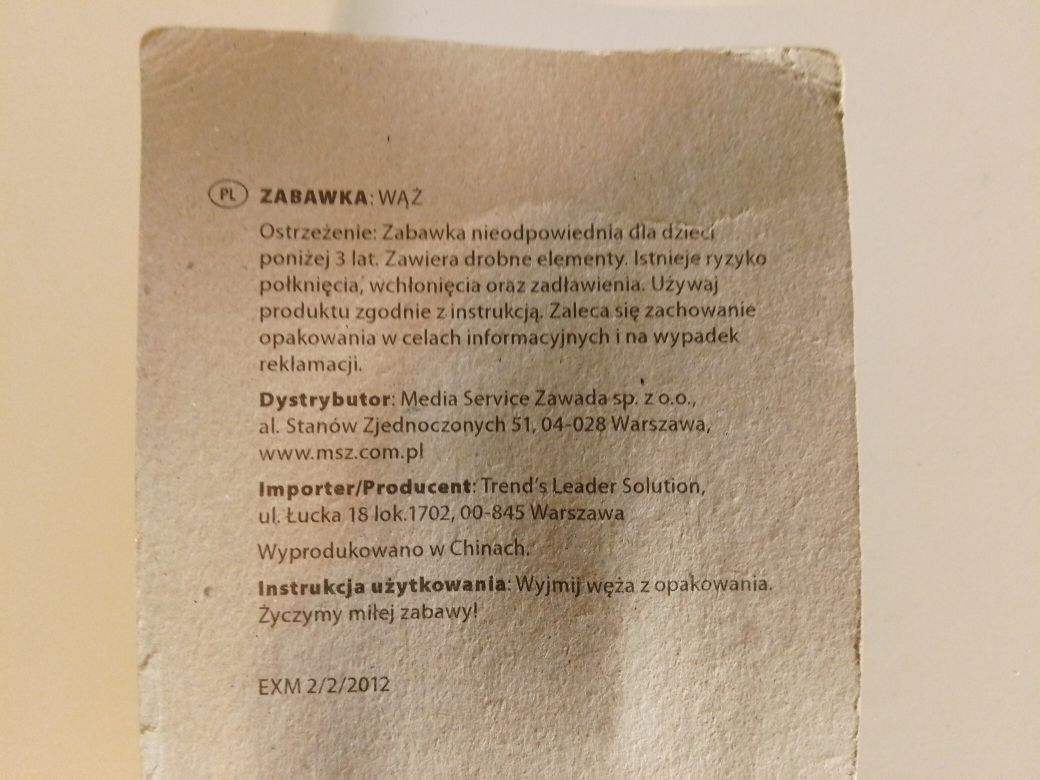 PL ZABAWKA: WĄŻ
Ostrzeżenie: Zabawka nieodpowiednia dla dzieci
poniżej 3 lat. Zawiera drobne elementy. Istnieje ryzyko
połknięcia, wchłonięcia oraz zadławienia. Używaj
produktu zgodnie z instrukcją. Zaleca się zachowanie
opakowania w celach informacyjnych i na wypadek
reklamacji.
Dystrybutor: Media Service Zawada sp. z o.o.,
al. Stanów Zjednoczonych 51, 04-028 Warszawa,
www.msz.com.pl
Importer/Producent: Trend's Leader Solution,
ul. Łucka 18 lok.1702, 00-845 Warszawa
Wyprodukowano w Chinach.
Instrukcja użytkowania: Wyjmij węża z opakowania.
Życzymy miłej zabawy!
EXM 2/2/2012